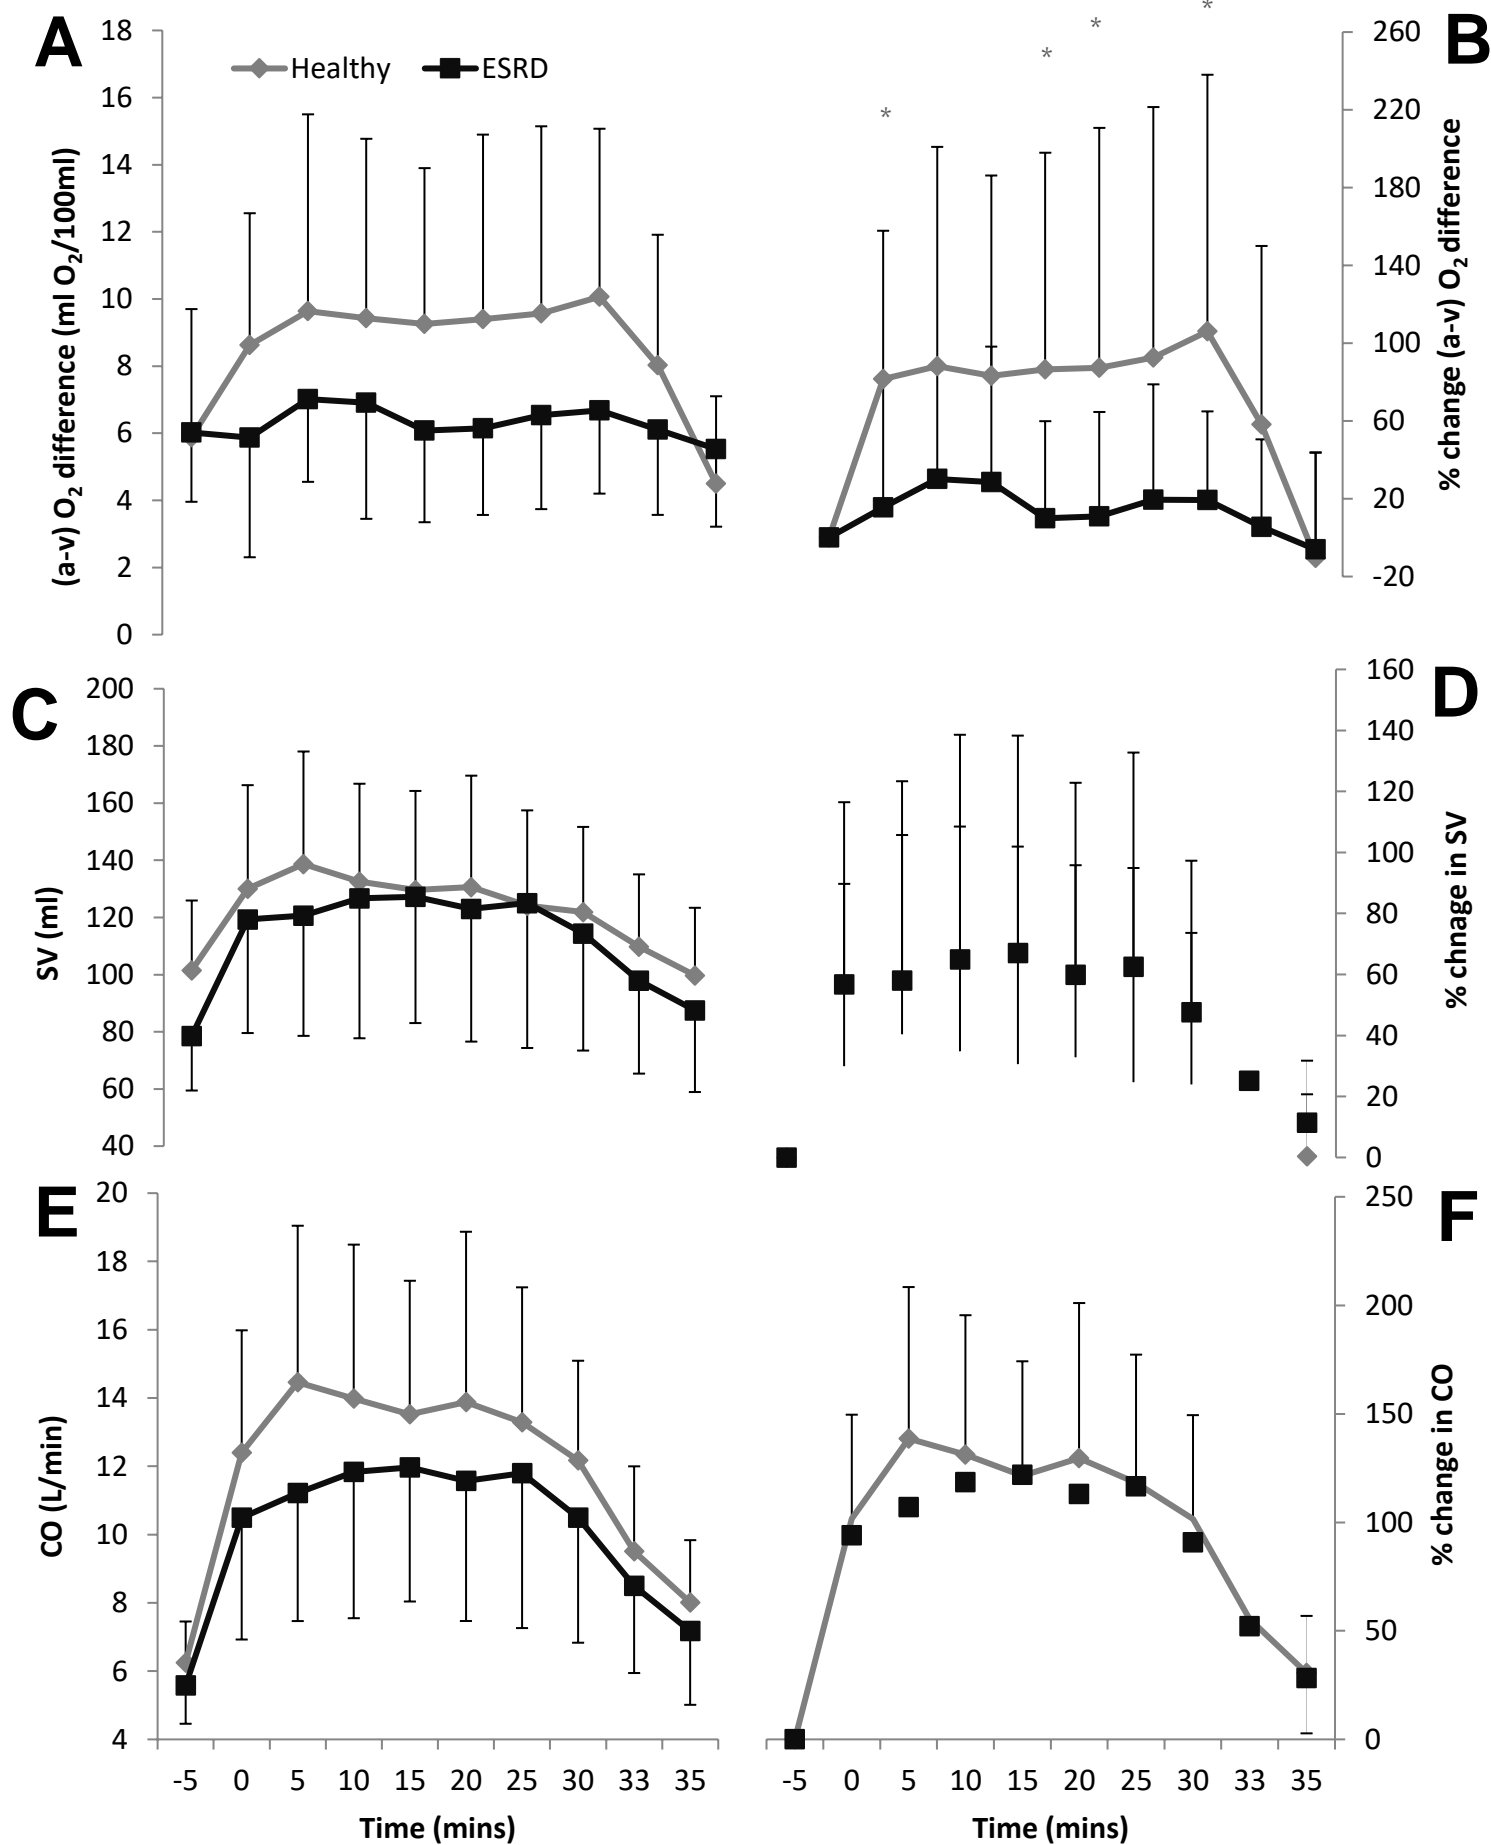 A
B
Healthy ESRD
* * * *
18
16
14
12
10
8
6
4
2
0
(a-v) O₂ difference (ml O₂/100ml)
260
220
180
140
100
60
20
-20
% change (a-v) O₂ difference
C
D
200
180
160
140
120
100
80
60
40
SV (ml)
160
140
120
100
80
60
40
20
0
% chnage in SV
E
F
20
18
16
14
12
10
8
6
4
CO (L/min)
250
200
150
100
50
0
% change in CO
-5 0 5 10 15 20 25 30 33 35
-5 0 5 10 15 20 25 30 33 35
Time (mins)
Time (mins)